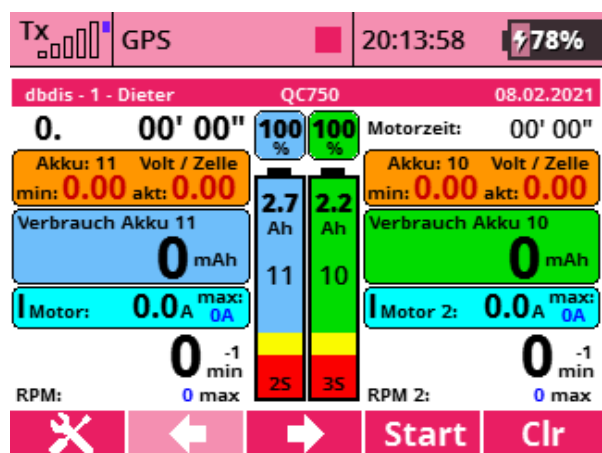 Tx GPS 20:13:58 78%
dbdis - 1 - Dieter QC750 08.02.2021
0. 00' 00" 100 % 100 % Motorzeit: 00' 00"
Akku: 11 Volt / Zelle
min: 0.00 akt: 0.00
Verbrauch Akku 11
0 mAh
I Motor: 0.0 A max: 0A
0 -1 min
RPM: 0 max
2.7 Ah
11
2S
2.2 Ah
10
3S
Akku: 10 Volt / Zelle
min: 0.00 akt: 0.00
Verbrauch Akku 10
0 mAh
I Motor 2: 0.0 A max: 0A
0 -1 min
RPM 2: 0 max
Start Clr